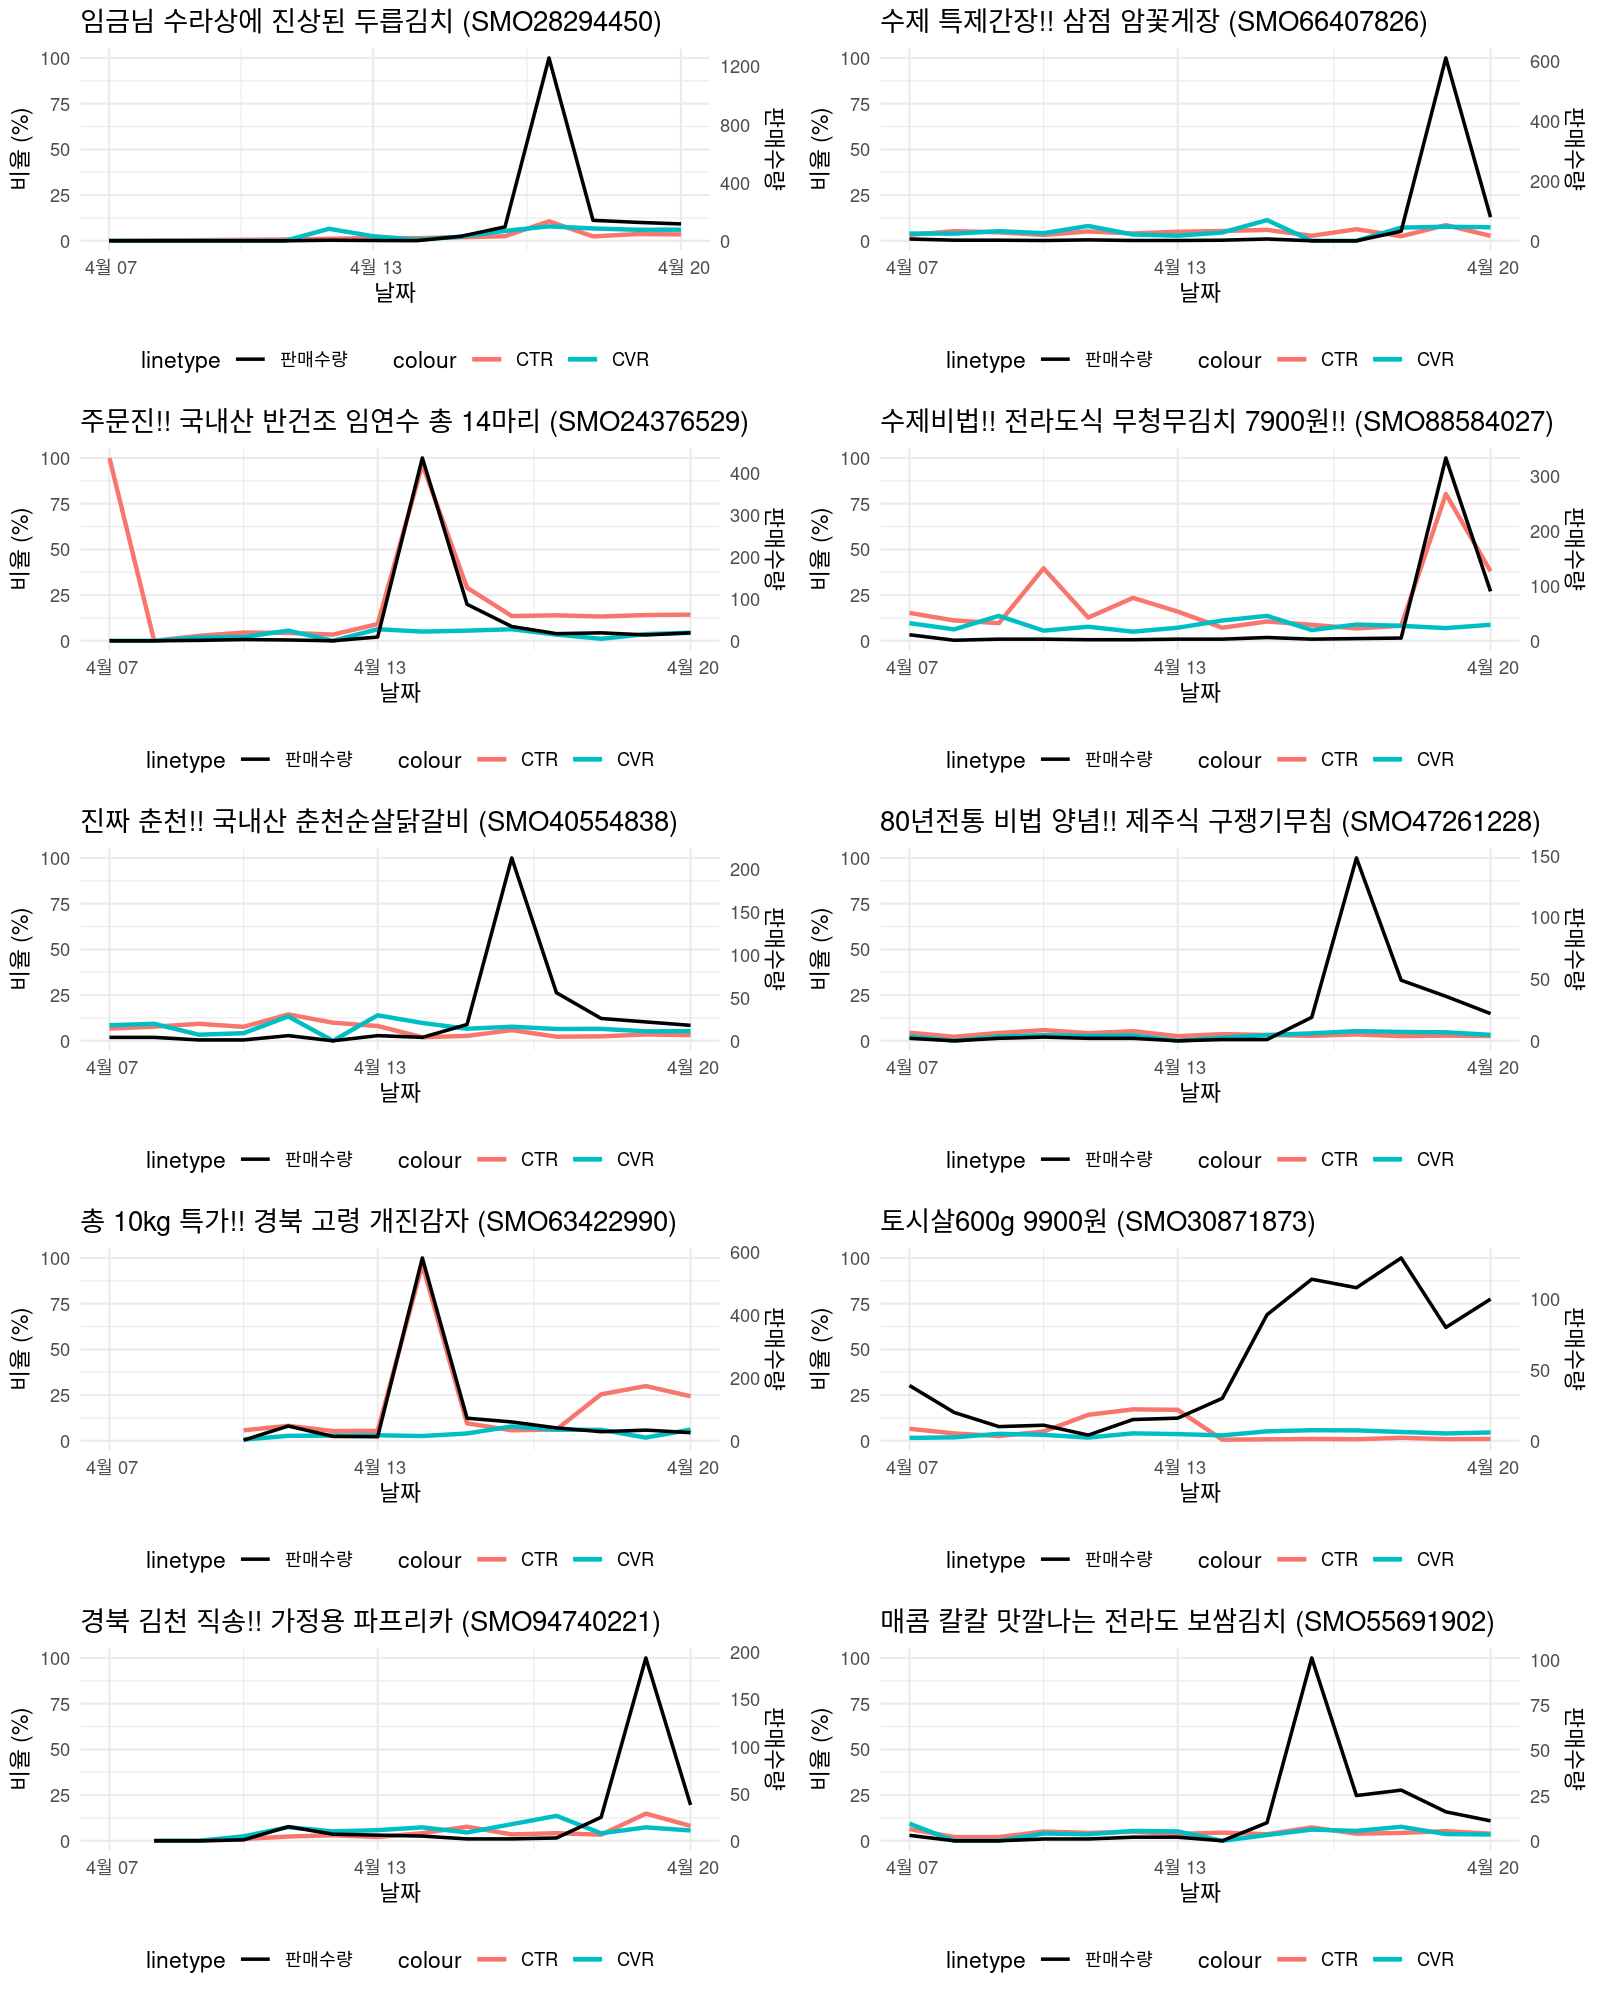 임금님 수라상에 진상된 두릅김치 (SMO28294450)
100
75
50
25
0
비율 (%)
1200
800
400
0
판매수량
4월 07
4월 13
4월 20
날짜
linetype 판매수량 colour CTR CVR
수제 특제간장!! 삼점 암꽃게장 (SMO66407826)
100
75
50
25
0
비율 (%)
600
400
200
0
판매수량
4월 07
4월 13
4월 20
날짜
linetype 판매수량 colour CTR CVR
주문진!! 국내산 반건조 임연수 총 14마리 (SMO24376529)
100
75
50
25
0
비율 (%)
400
300
200
100
0
판매수량
4월 07
4월 13
4월 20
날짜
linetype 판매수량 colour CTR CVR
수제비법!! 전라도식 무청무김치 7900원!! (SMO88584027)
100
75
50
25
0
비율 (%)
300
200
100
0
판매수량
4월 07
4월 13
4월 20
날짜
linetype 판매수량 colour CTR CVR
진짜 춘천!! 국내산 춘천순살닭갈비 (SMO40554838)
100
75
50
25
0
비율 (%)
200
150
100
50
0
판매수량
4월 07
4월 13
4월 20
날짜
linetype 판매수량 colour CTR CVR
80년전통 비법 양념!! 제주식 구쟁기무침 (SMO47261228)
100
75
50
25
0
비율 (%)
150
100
50
0
판매수량
4월 07
4월 13
4월 20
날짜
linetype 판매수량 colour CTR CVR
총 10kg 특가!! 경북 고령 개진감자 (SMO63422990)
100
75
50
25
0
비율 (%)
600
400
200
0
판매수량
4월 07
4월 13
4월 20
날짜
linetype 판매수량 colour CTR CVR
토시살600g 9900원 (SMO30871873)
100
75
50
25
0
비율 (%)
100
50
0
판매수량
4월 07
4월 13
4월 20
날짜
linetype 판매수량 colour CTR CVR
경북 김천 직송!! 가정용 파프리카 (SMO94740221)
100
75
50
25
0
비율 (%)
200
150
100
50
0
판매수량
4월 07
4월 13
4월 20
날짜
linetype 판매수량 colour CTR CVR
매콤 칼칼 맛깔나는 전라도 보쌈김치 (SMO55691902)
100
75
50
25
0
비율 (%)
100
75
50
25
0
판매수량
4월 07
4월 13
4월 20
날짜
linetype 판매수량 colour CTR CVR